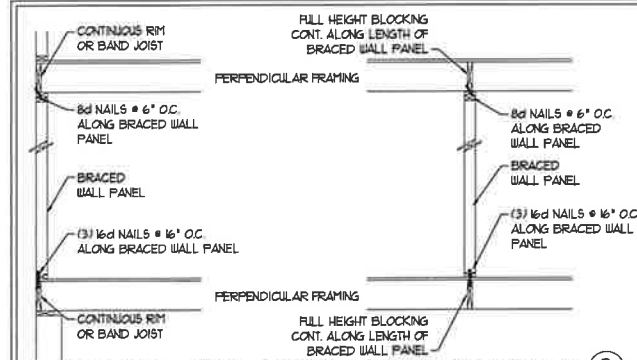 CONTINUOUS RIM
OR BAND JOIST
PERPENDICULAR FRAMING
8d NAILS @ 6" O.C.
ALONG BRACED WALL
PANEL
BRACED
WALL PANEL
(3) 16d NAILS @ 16" O.C.
ALONG BRACED WALL PANEL
PERPENDICULAR FRAMING
CONTINUOUS RIM
OR BAND JOIST
FULL HEIGHT BLOCKING
CONT. ALONG LENGTH OF
BRACED WALL PANEL
8d NAILS @ 6" O.C.
ALONG BRACED
WALL PANEL
BRACED
WALL PANEL
(3) 16d NAILS @ 16" O.C.
ALONG BRACED WALL
PANEL
FULL HEIGHT BLOCKING
CONT. ALONG LENGTH OF
BRACED WALL PANEL